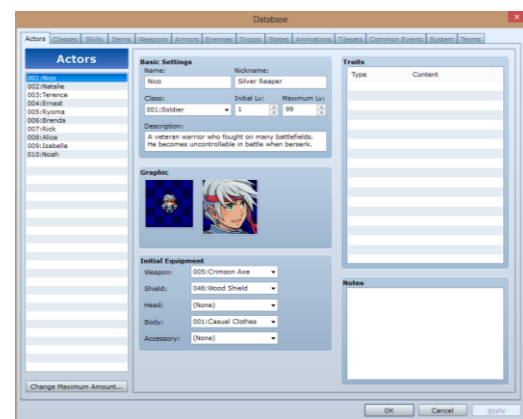 Database
Actors Classes Skills Items Weapons Armors Enemies Troops States Animations Tilesets Common Events System Terms
Actors
001:Nico
002:Natalie
003:Terence
004:Ernest
005:Ryoma
006:Brenda
007:Rick
008:Alice
009:Isabelle
010:Noah
Change Maximum Amount...
Basic Settings
Name: Nickname:
Nico Silver Reaper
Class: Initial Lv: Maximum Lv:
001:Soldier 1 99
Description:
A veteran warrior who fought on many battlefields.
He becomes uncontrollable in battle when berserk.
Graphic
Initial Equipment
Weapon: 005:Crimson Axe
Shield: 046:Wood Shield
Head: (None)
Body: 001:Casual Clothes
Accessory: (None)
Traits
Type Content
Notes
OK Cancel Apply